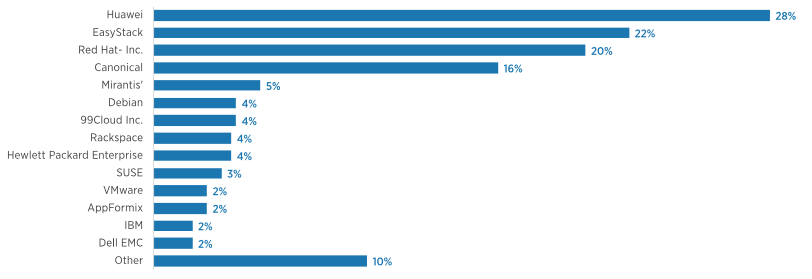 Huawei 28%
EasyStack 22%
Red Hat- Inc. 20%
Canonical 16%
Mirantis' 5%
Debian 4%
99Cloud Inc. 4%
Rackspace 4%
Hewlett Packard Enterprise 4%
SUSE 3%
VMware 2%
AppFormix 2%
IBM 2%
Dell EMC 2%
Other 10%